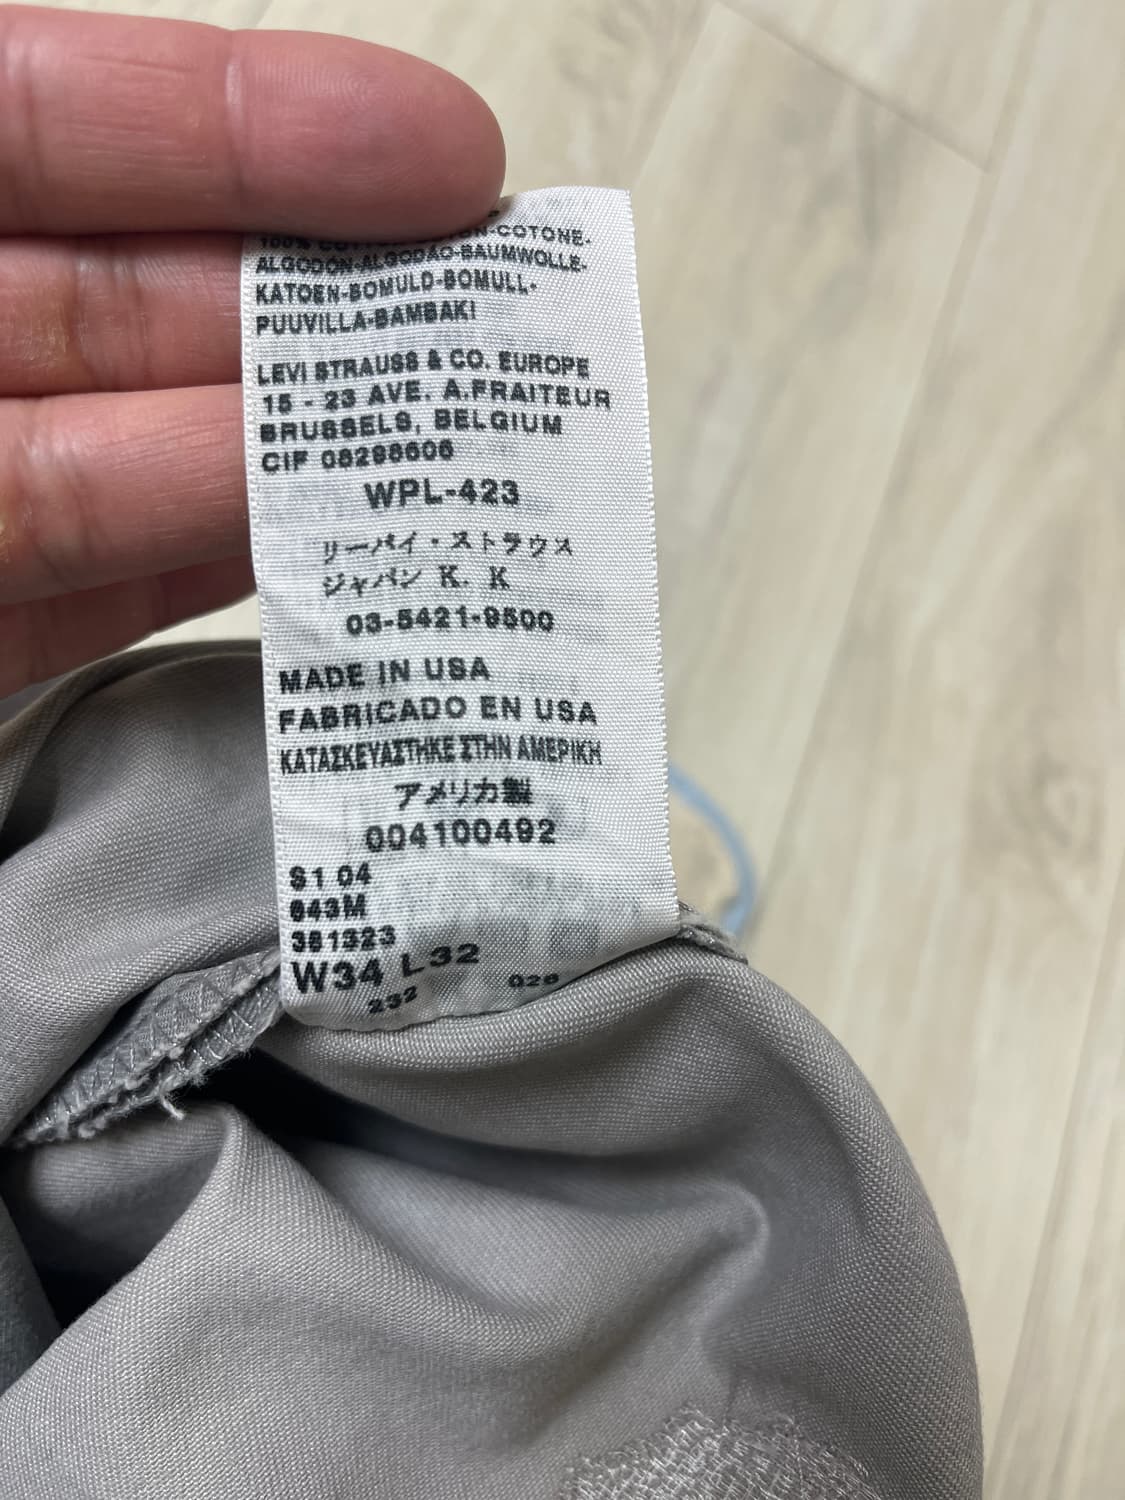 100% COTTON-COTON-COTONE-
ALGODÓN-ALGODÃO-BAUMWOLLE-
KATOEN-BOMULD-BOMULL-
PUUVILLA-BAMBAKI
LEVI STRAUSS & CO. EUROPE
15 - 23 AVE. A.FRAITEUR
BRUSSELS, BELGIUM
CIF 08298606
WPL-423
リーバイ・ストラウス
ジャパン K. K
03-5421-9500
MADE IN USA
FABRICADO EN USA
ΚΑΤΑΣΚΕΥΑΣΤΗΚΕ ΣΤΗΝ ΑΜΕΡΙΚΗ
アメリカ製
004100492
S1 04
643M
381323
W34 L32
232 026